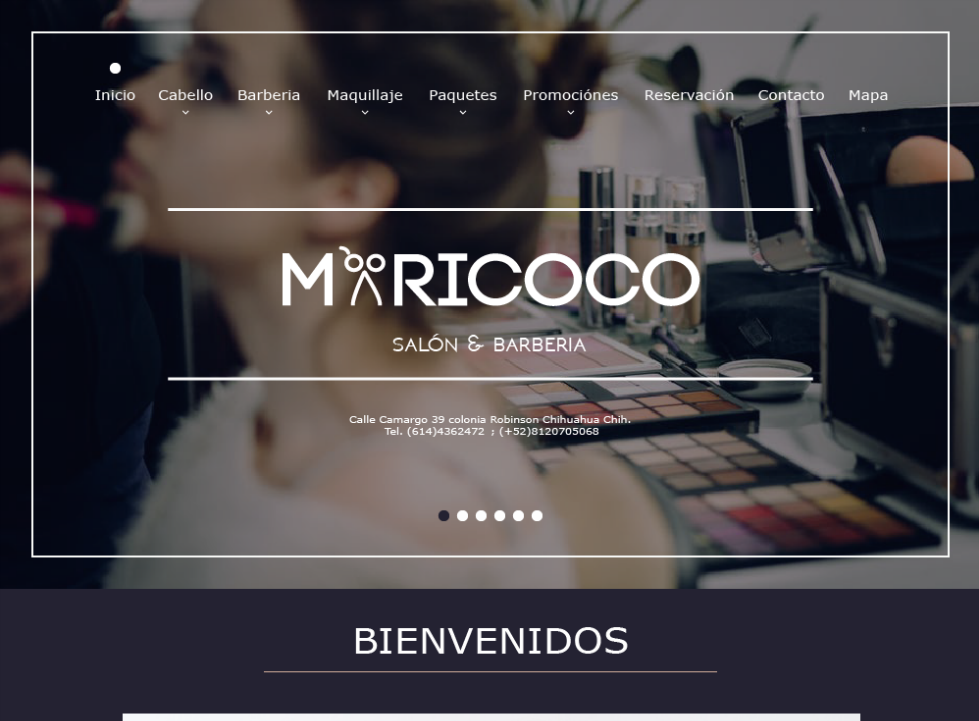 Inicio Cabello Barberia Maquillaje Paquetes Promociónes Reservación Contacto Mapa
MARICOCO
SALÓN & BARBERIA
Calle Camargo 39 colonia Robinson Chihuahua Chih.
Tel. (614)4362472 ; (+52)8120705068
BIENVENIDOS